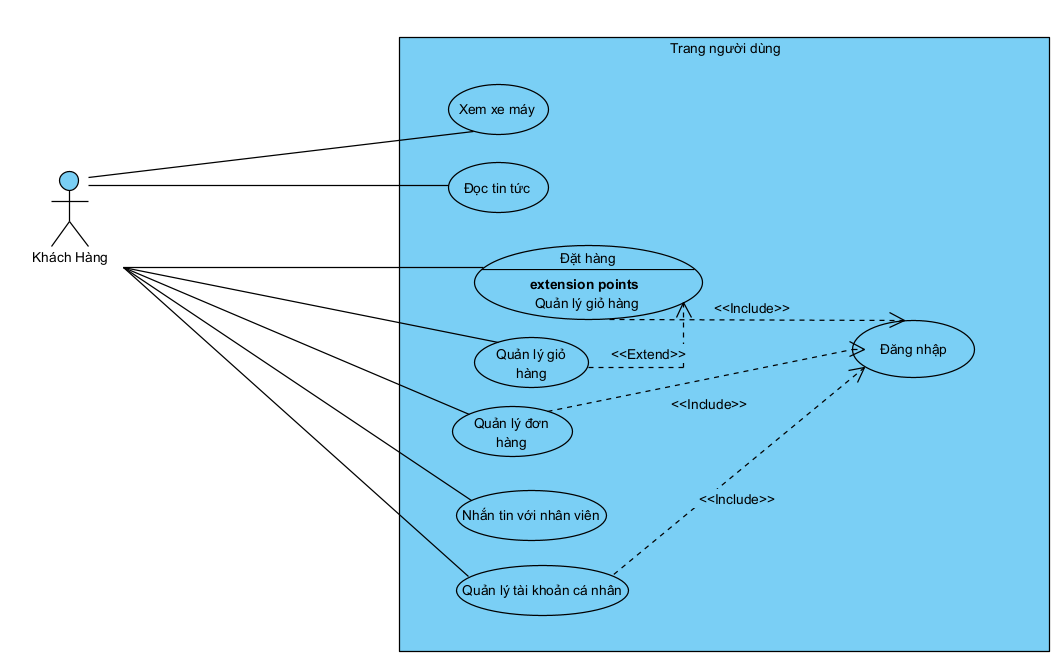 Trang người dùng
Xem xe máy
Đọc tin tức
Khách Hàng
Đặt hàng
extension points
Quản lý giỏ hàng
<<Include>>
Quản lý giỏ
hàng
<<Extend>>
Đăng nhập
<<Include>>
Quản lý đơn
hàng
<<Include>>
Nhắn tin với nhân viên
Quản lý tài khoản cá nhân